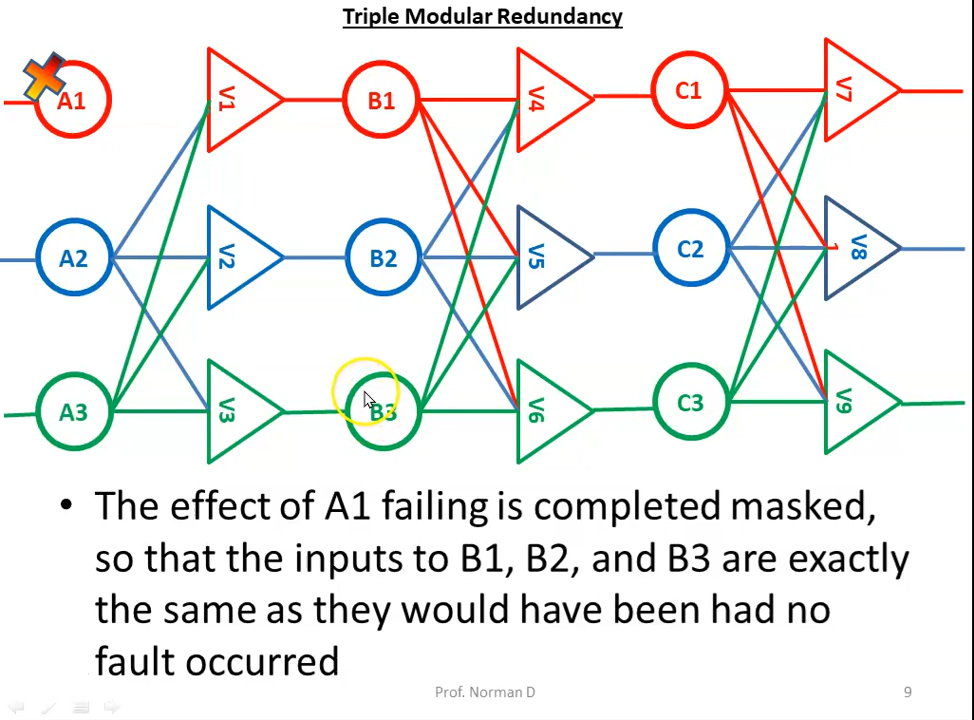 Triple Modular Redundancy
A1 V1 B1 V4 C1 V7
A2 V2 B2 V5 C2 1 V8
A3 V3 B3 V6 C3 V9
• The effect of A1 failing is completed masked,
so that the inputs to B1, B2, and B3 are exactly
the same as they would have been had no
fault occurred
Prof. Norman D 9